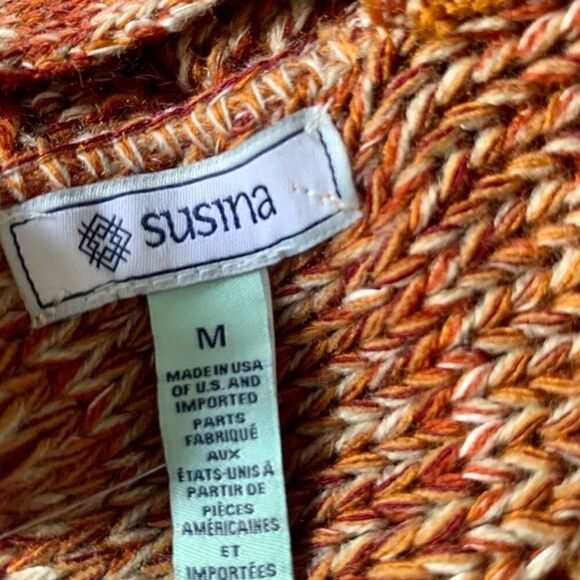 susina
M
MADE IN USA
OF U.S. AND
IMPORTED
PARTS
FABRIQUÉ
AUX
ÉTATS-UNIS À
PARTIR DE
PIÈCES
AMÉRICAINES
ET
IMPORTÉES